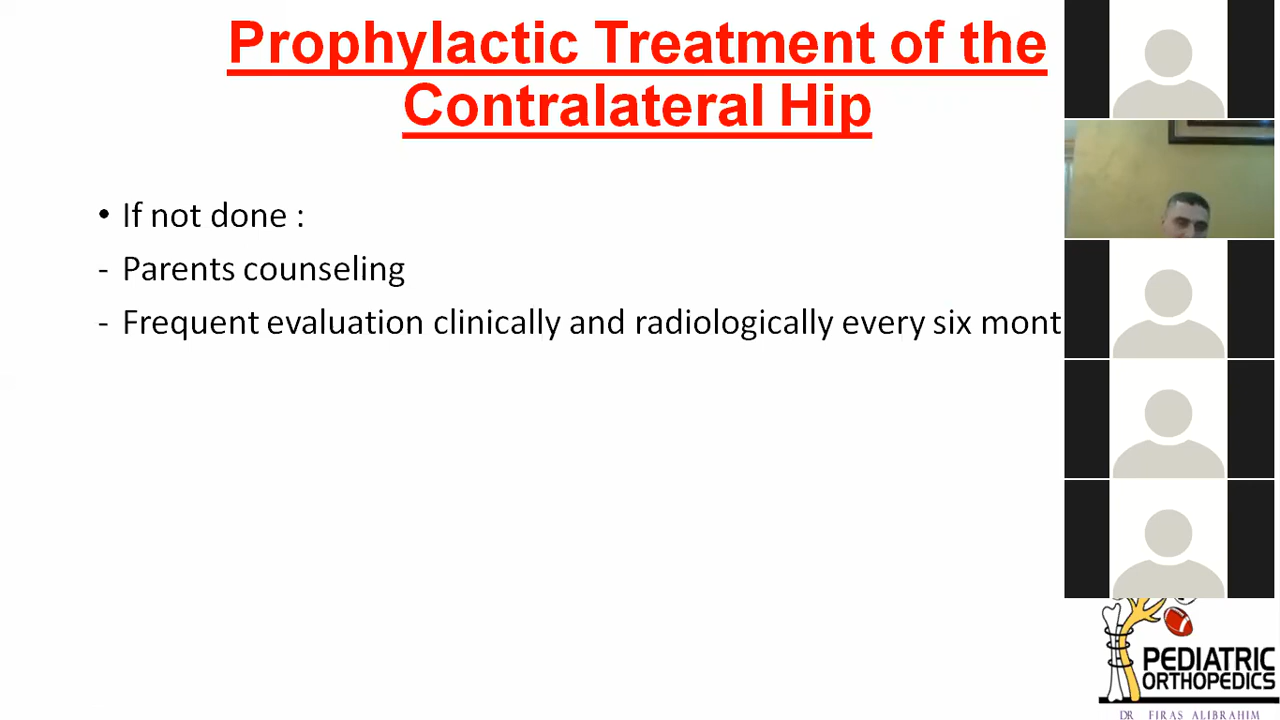 Prophylactic Treatment of the
Contralateral Hip
• If not done :
- Parents counseling
- Frequent evaluation clinically and radiologically every six mont
PEDIATRIC
ORTHOPEDICS
DR FIRAS ALIBRAHIM